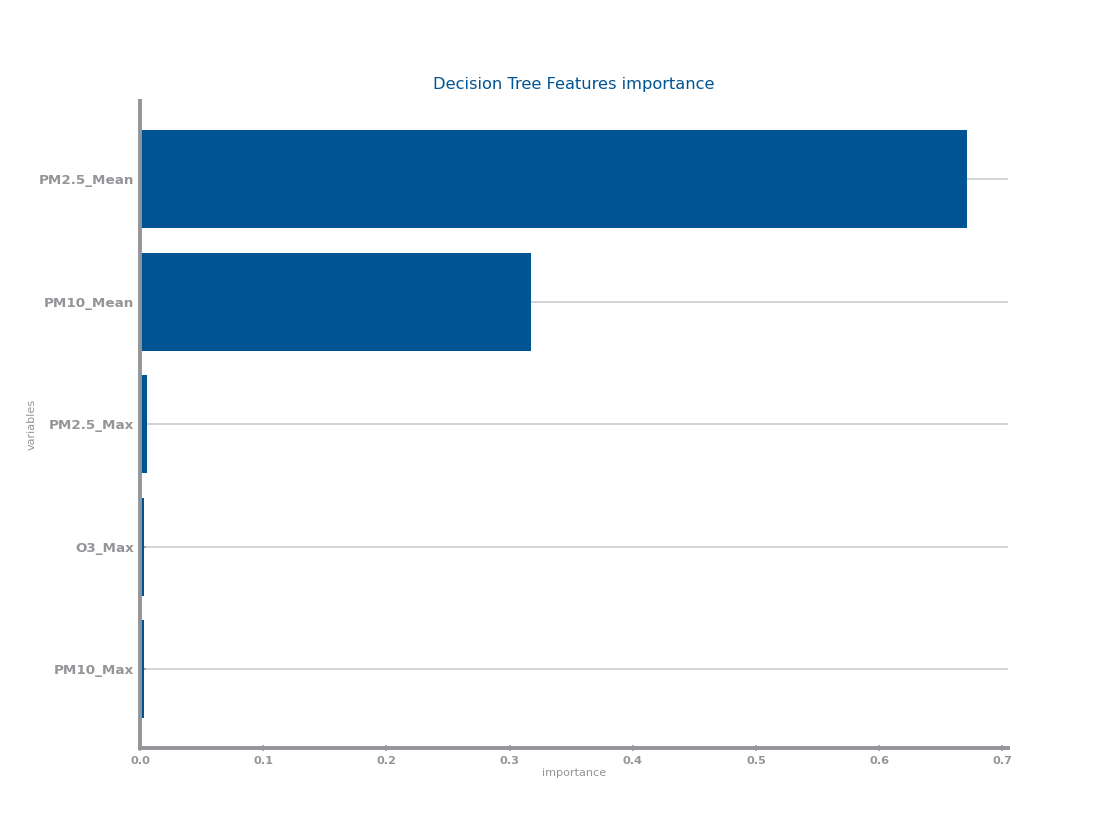 Decision Tree Features importance
PM2.5_Mean
PM10_Mean
PM2.5_Max
O3_Max
PM10_Max
variables
0.0 0.1 0.2 0.3 0.4 0.5 0.6 0.7
importance